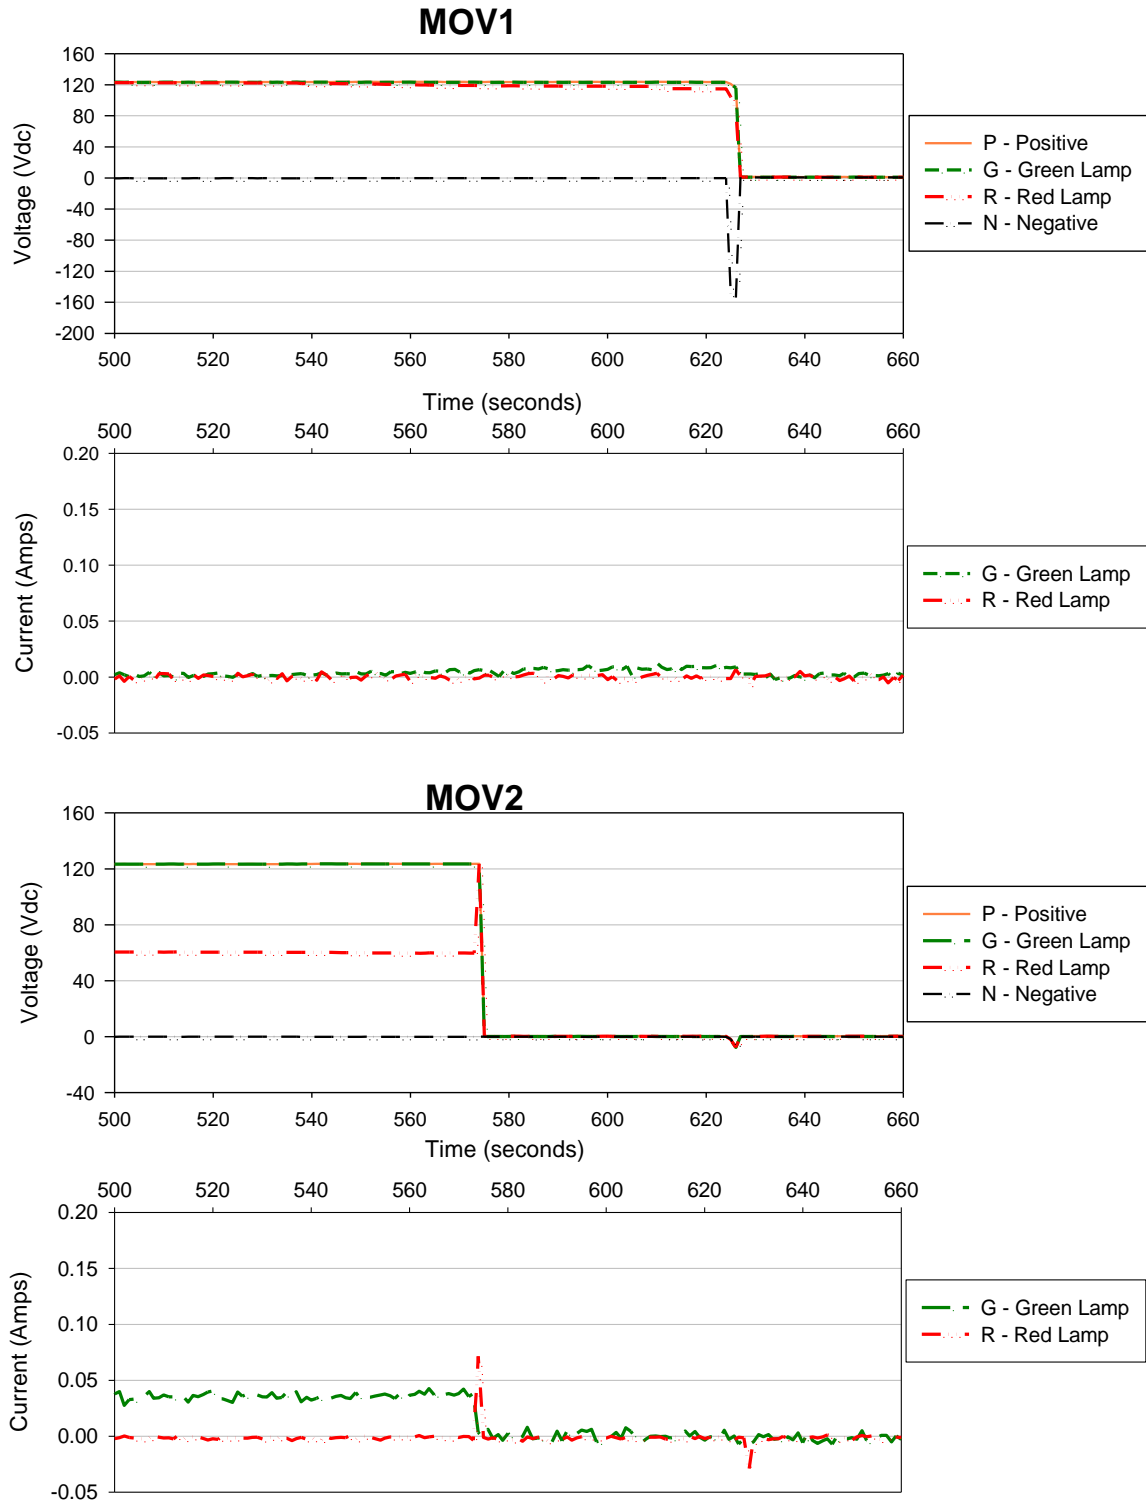 MOV1
160
120
80
40
0
-40
-80
-120
-160
-200
Voltage (Vdc)
500 520 540 560 580 600 620 640 660
Time (seconds)
P - Positive
G - Green Lamp
R - Red Lamp
N - Negative
500 520 540 560 580 600 620 640 660
0.20
0.15
0.10
0.05
0.00
-0.05
Current (Amps)
G - Green Lamp
R - Red Lamp
MOV2
160
120
80
40
0
-40
Voltage (Vdc)
500 520 540 560 580 600 620 640 660
Time (seconds)
P - Positive
G - Green Lamp
R - Red Lamp
N - Negative
500 520 540 560 580 600 620 640 660
0.20
0.15
0.10
0.05
0.00
-0.05
Current (Amps)
G - Green Lamp
R - Red Lamp